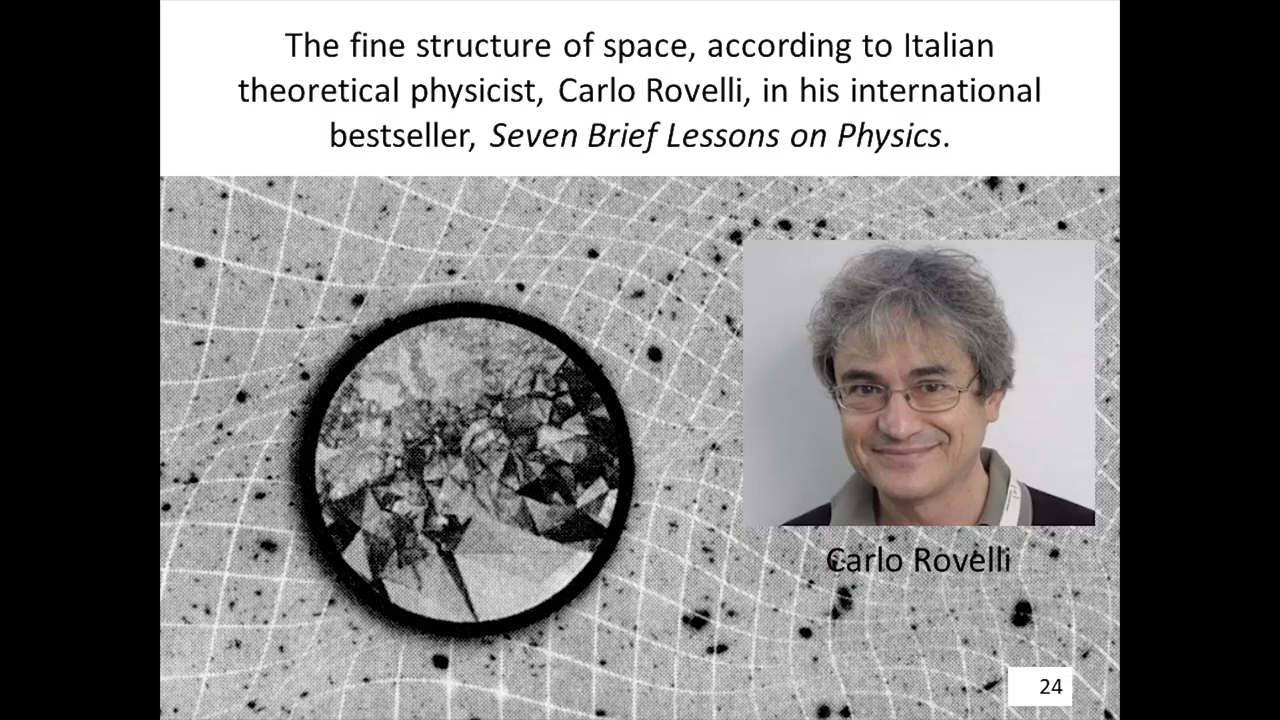 The fine structure of space, according to Italian
theoretical physicist, Carlo Rovelli, in his international
bestseller, Seven Brief Lessons on Physics.
Carlo Rovelli
24